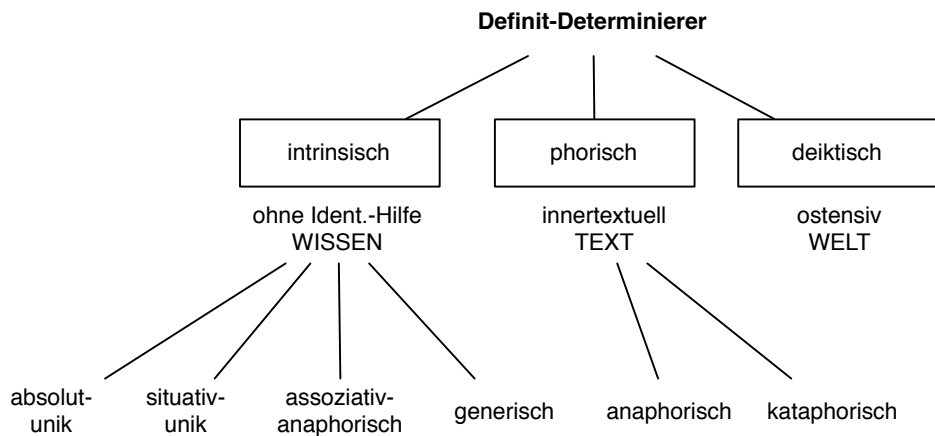 Definit-Determinierer
intrinsisch
phorisch
deiktisch
ohne Ident.-Hilfe
WISSEN
innertextuell
TEXT
ostensiv
WELT
absolut-
unik
situativ-
unik
assoziativ-
anaphorisch
generisch
anaphorisch
kataphorisch